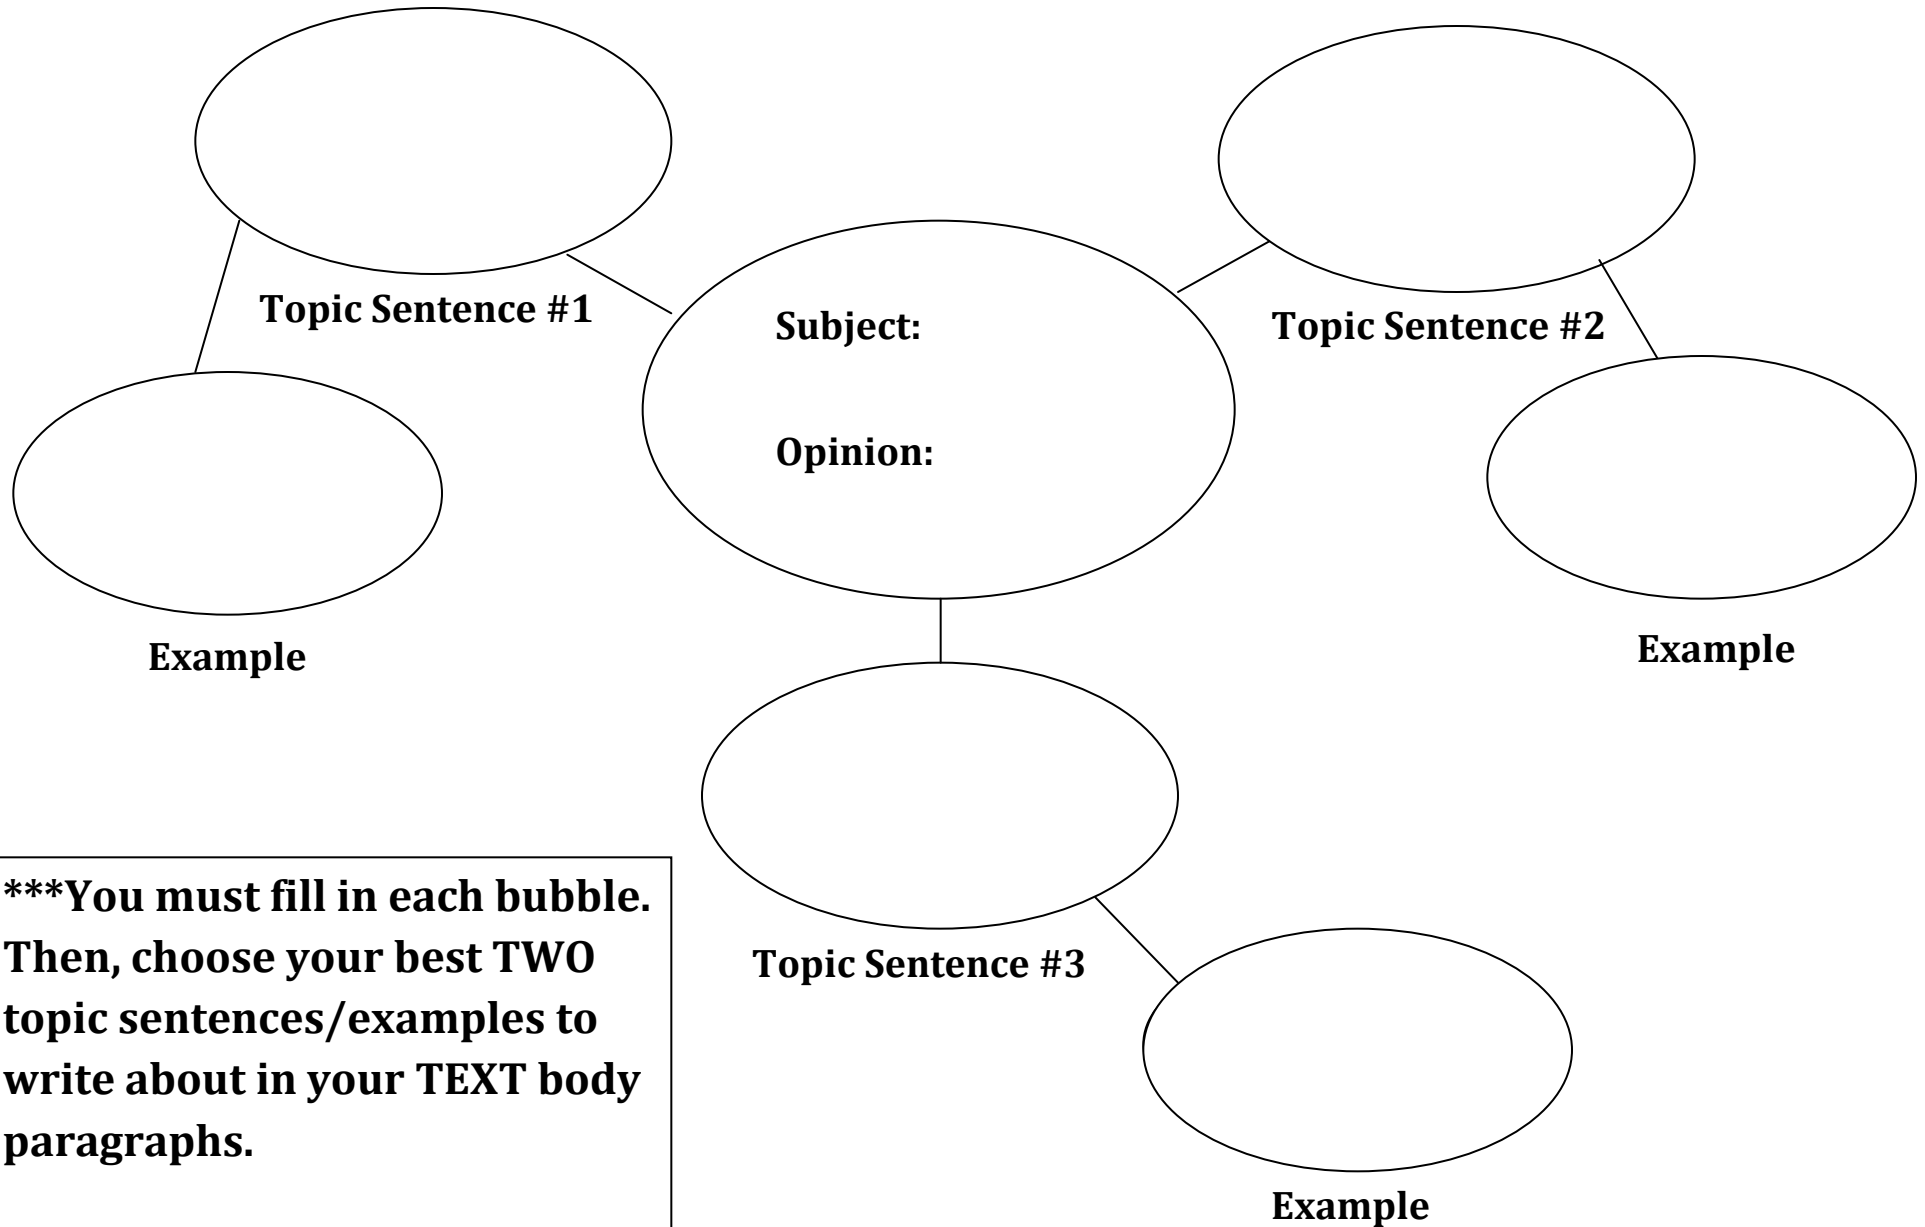 Topic Sentence #1
Subject:
Topic Sentence #2
Opinion:
Example
Example
***You must fill in each bubble.
Then, choose your best TWO
topic sentences/examples to
write about in your TEXT body
paragraphs.
Topic Sentence #3
Example